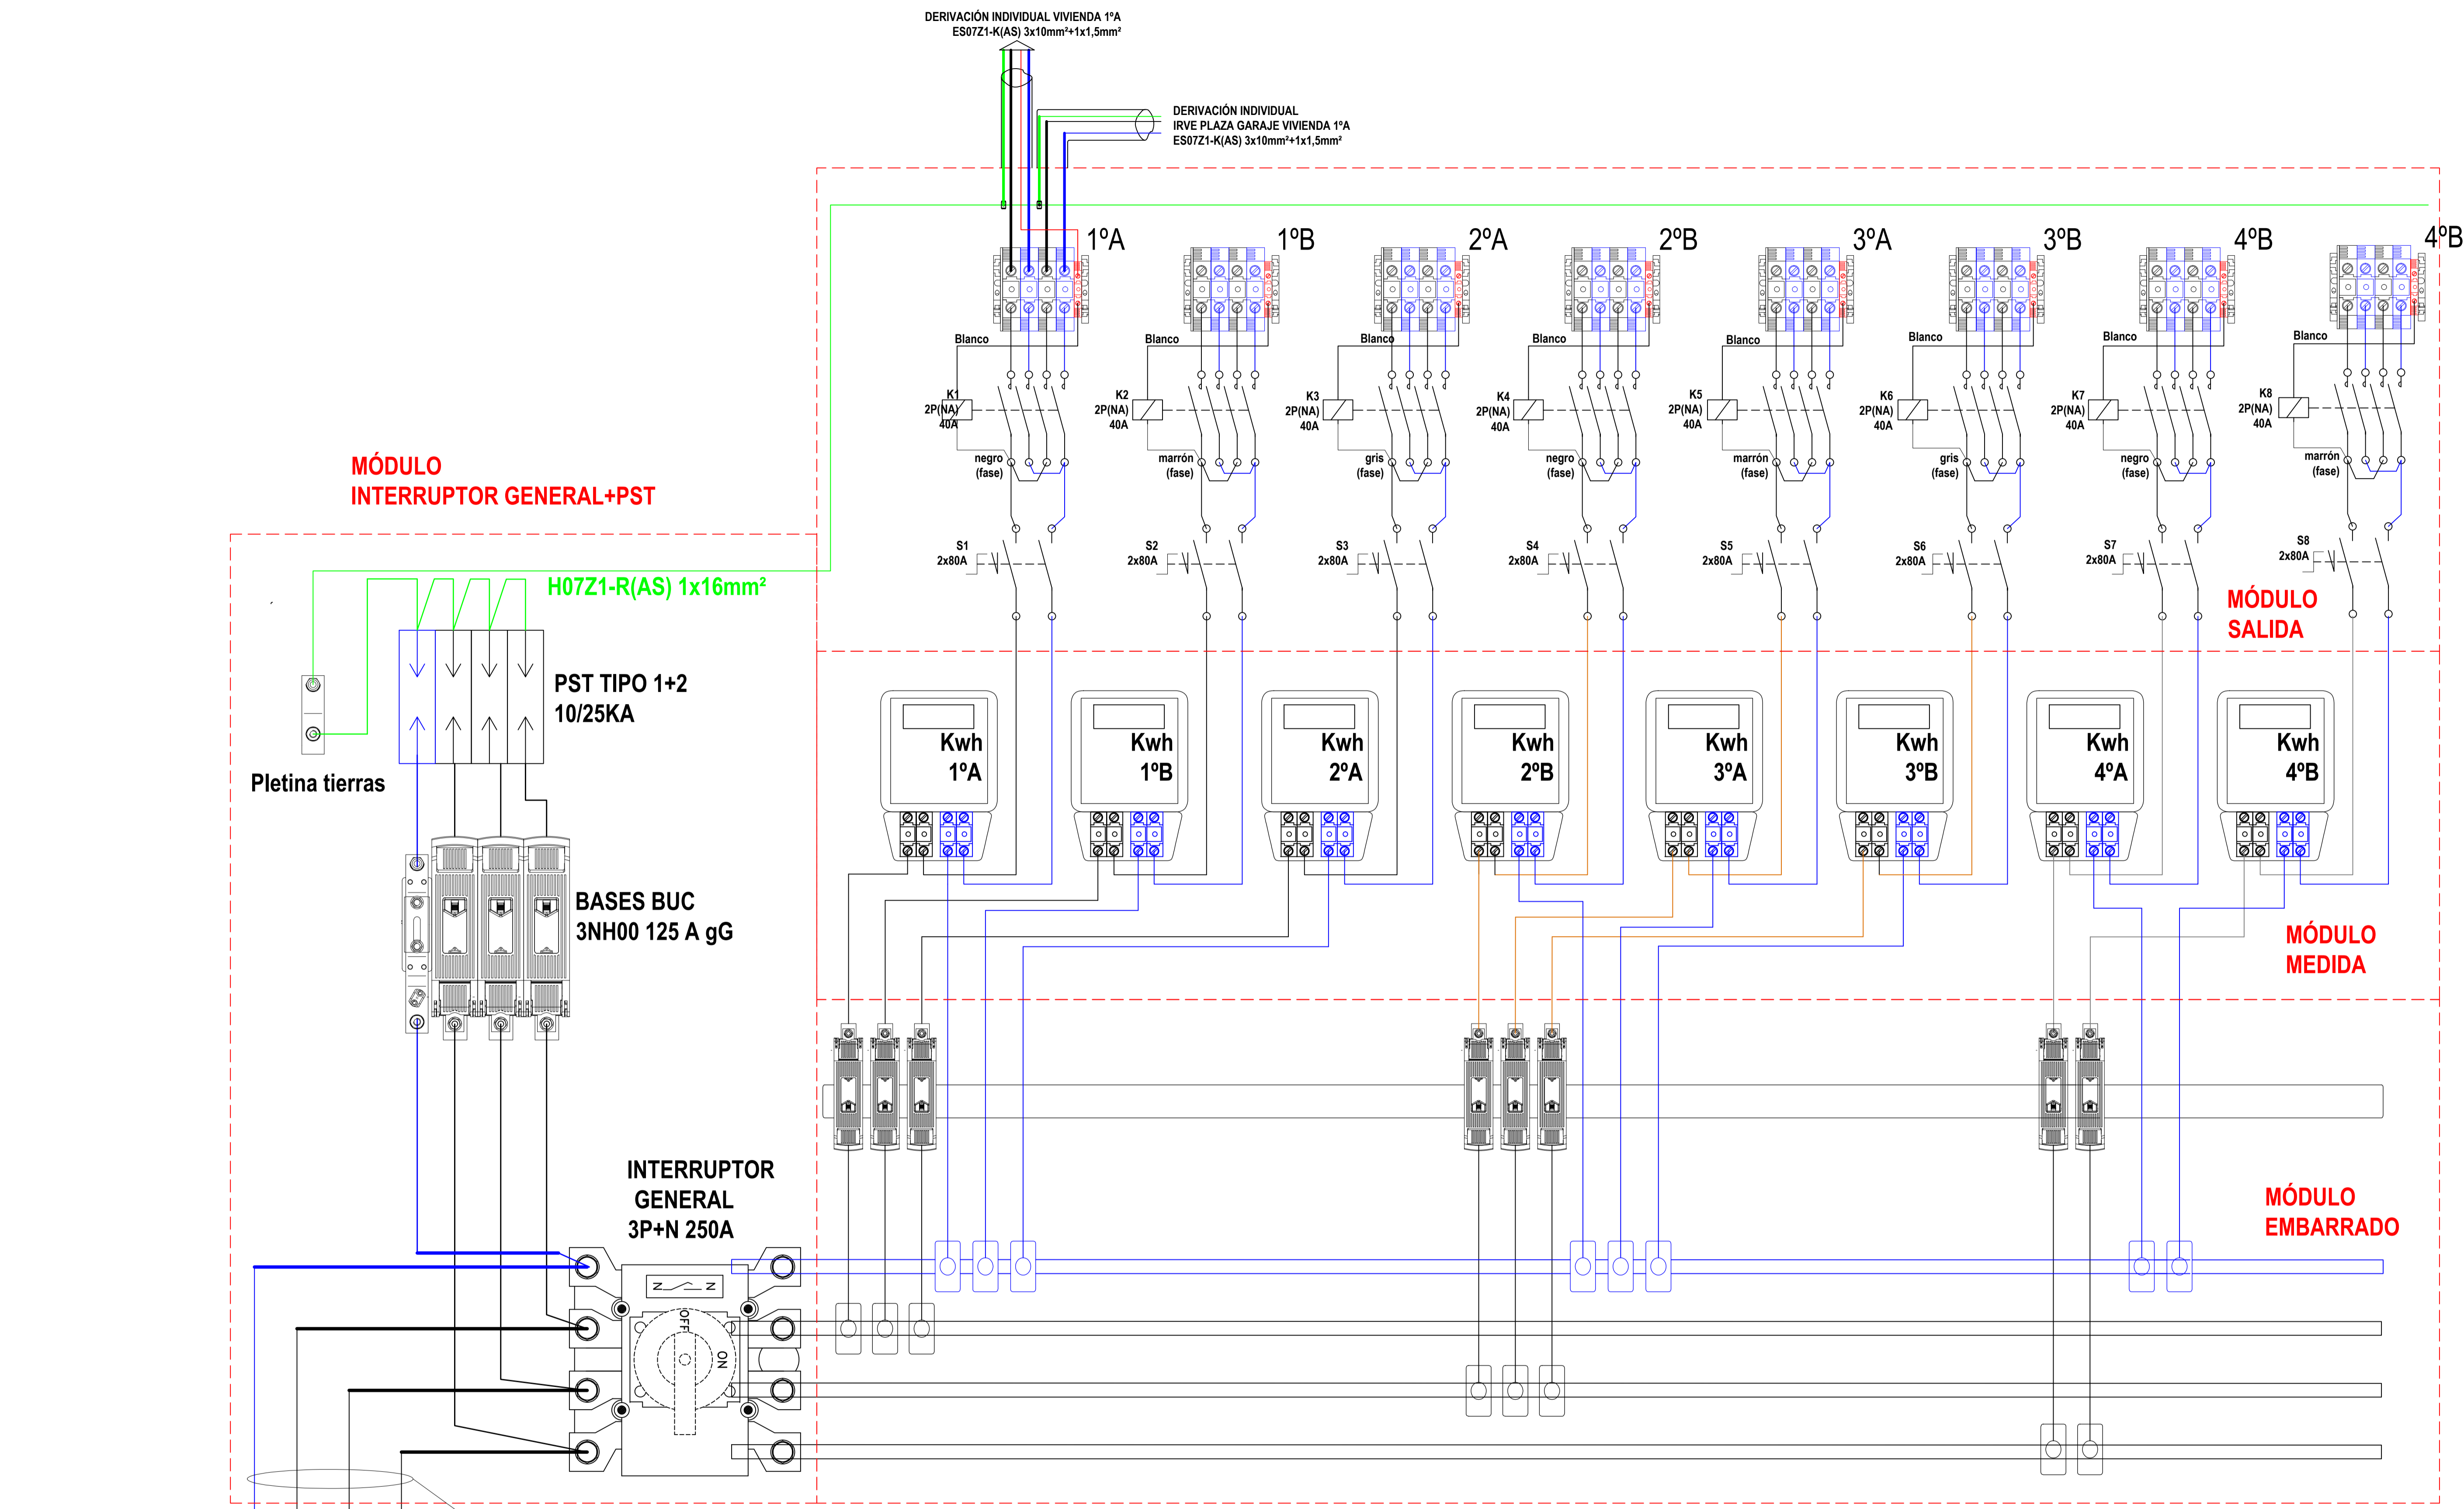 DERIVACIÓN INDIVIDUAL VIVIENDA 1ºA
ES07Z1-K(AS) 3x10mm²+1x1,5mm²
DERIVACIÓN INDIVIDUAL
IRVE PLAZA GARAJE VIVIENDA 1ºA
ES07Z1-K(AS) 3x10mm²+1x1,5mm²
1ºA
1ºB
2ºA
2ºB
3ºA
3ºB
4ºB
4ºB
Blanco
Blanco
Blanco
Blanco
Blanco
Blanco
Blanco
Blanco
K1
2P(NA)
40A
K2
2P(NA)
40A
K3
2P(NA)
40A
K4
2P(NA)
40A
K5
2P(NA)
40A
K6
2P(NA)
40A
K7
2P(NA)
40A
K8
2P(NA)
40A
negro
(fase)
marrón
(fase)
gris
(fase)
negro
(fase)
marrón
(fase)
gris
(fase)
negro
(fase)
marrón
(fase)
S1
2x80A
S2
2x80A
S3
2x80A
S4
2x80A
S5
2x80A
S6
2x80A
S7
2x80A
S8
2x80A
MÓDULO
SALIDA
MÓDULO
INTERRUPTOR GENERAL+PST
H07Z1-R(AS) 1x16mm²
PST TIPO 1+2
10/25KA
Pletina tierras
BASES BUC
3NH00 125 A gG
Kwh
1ºA
Kwh
1ºB
Kwh
2ºA
Kwh
2ºB
Kwh
3ºA
Kwh
3ºB
Kwh
4ºA
Kwh
4ºB
MÓDULO
MEDIDA
INTERRUPTOR
GENERAL
3P+N 250A
MÓDULO
EMBARRADO
N N
OFF
ON